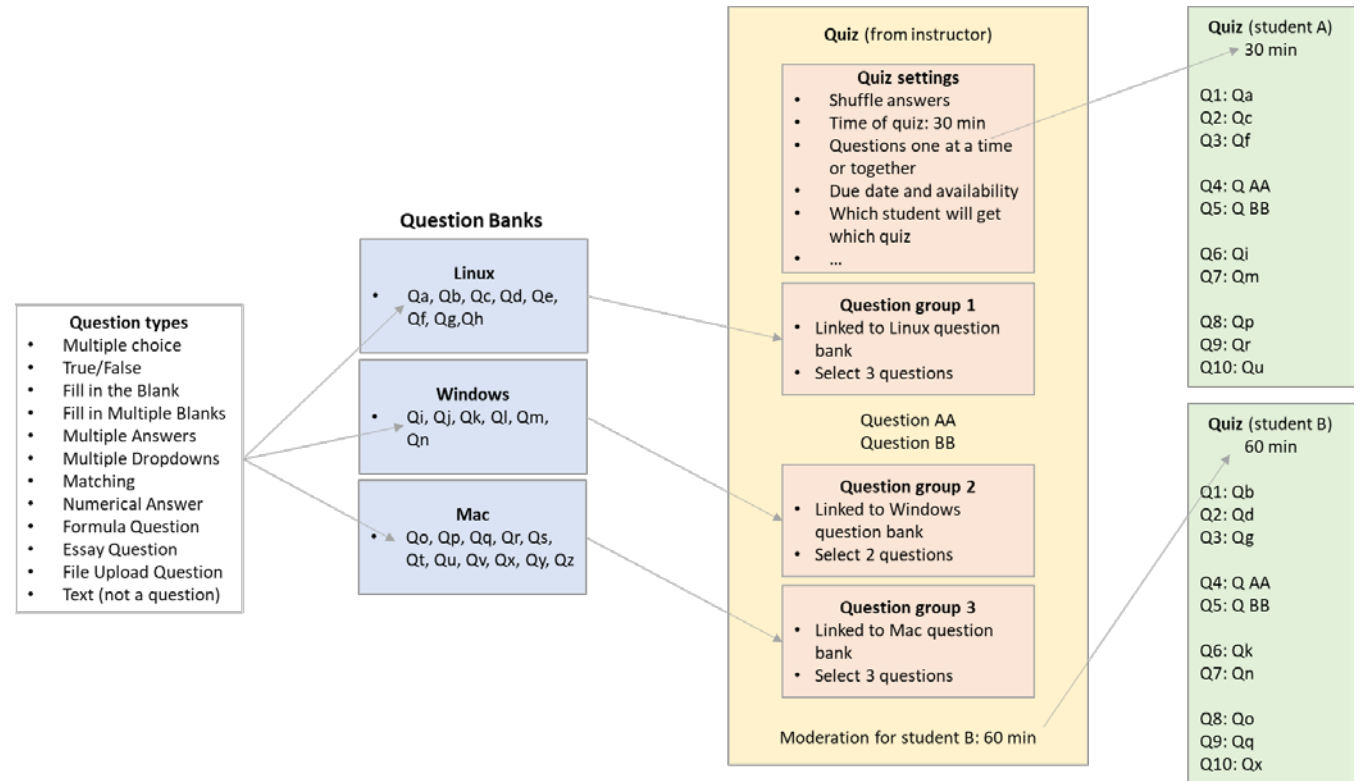 Question types
• Multiple choice
• True/False
• Fill in the Blank
• Fill in Multiple Blanks
• Multiple Answers
• Multiple Dropdowns
• Matching
• Numerical Answer
• Formula Question
• Essay Question
• File Upload Question
• Text (not a question)
Question Banks
Linux
• Qa, Qb, Qc, Qd, Qe,
Qf, Qg,Qh
Windows
• Qi, Qj, Qk, Ql, Qm,
Qn
Mac
• Qo, Qp, Qq, Qr, Qs,
Qt, Qu, Qv, Qx, Qy, Qz
Quiz (from instructor)
Quiz settings
• Shuffle answers
• Time of quiz: 30 min
• Questions one at a time
or together
• Due date and availability
• Which student will get
which quiz
• ...
Question group 1
• Linked to Linux question
bank
• Select 3 questions
Question AA
Question BB
Question group 2
• Linked to Windows
question bank
• Select 2 questions
Question group 3
• Linked to Mac question
bank
• Select 3 questions
Moderation for student B: 60 min
Quiz (student A)
30 min
Q1: Qa
Q2: Qc
Q3: Qf
Q4: Q AA
Q5: Q BB
Q6: Qi
Q7: Qm
Q8: Qp
Q9: Qr
Q10: Qu
Quiz (student B)
60 min
Q1: Qb
Q2: Qd
Q3: Qg
Q4: Q AA
Q5: Q BB
Q6: Qk
Q7: Qn
Q8: Qo
Q9: Qq
Q10: Qx